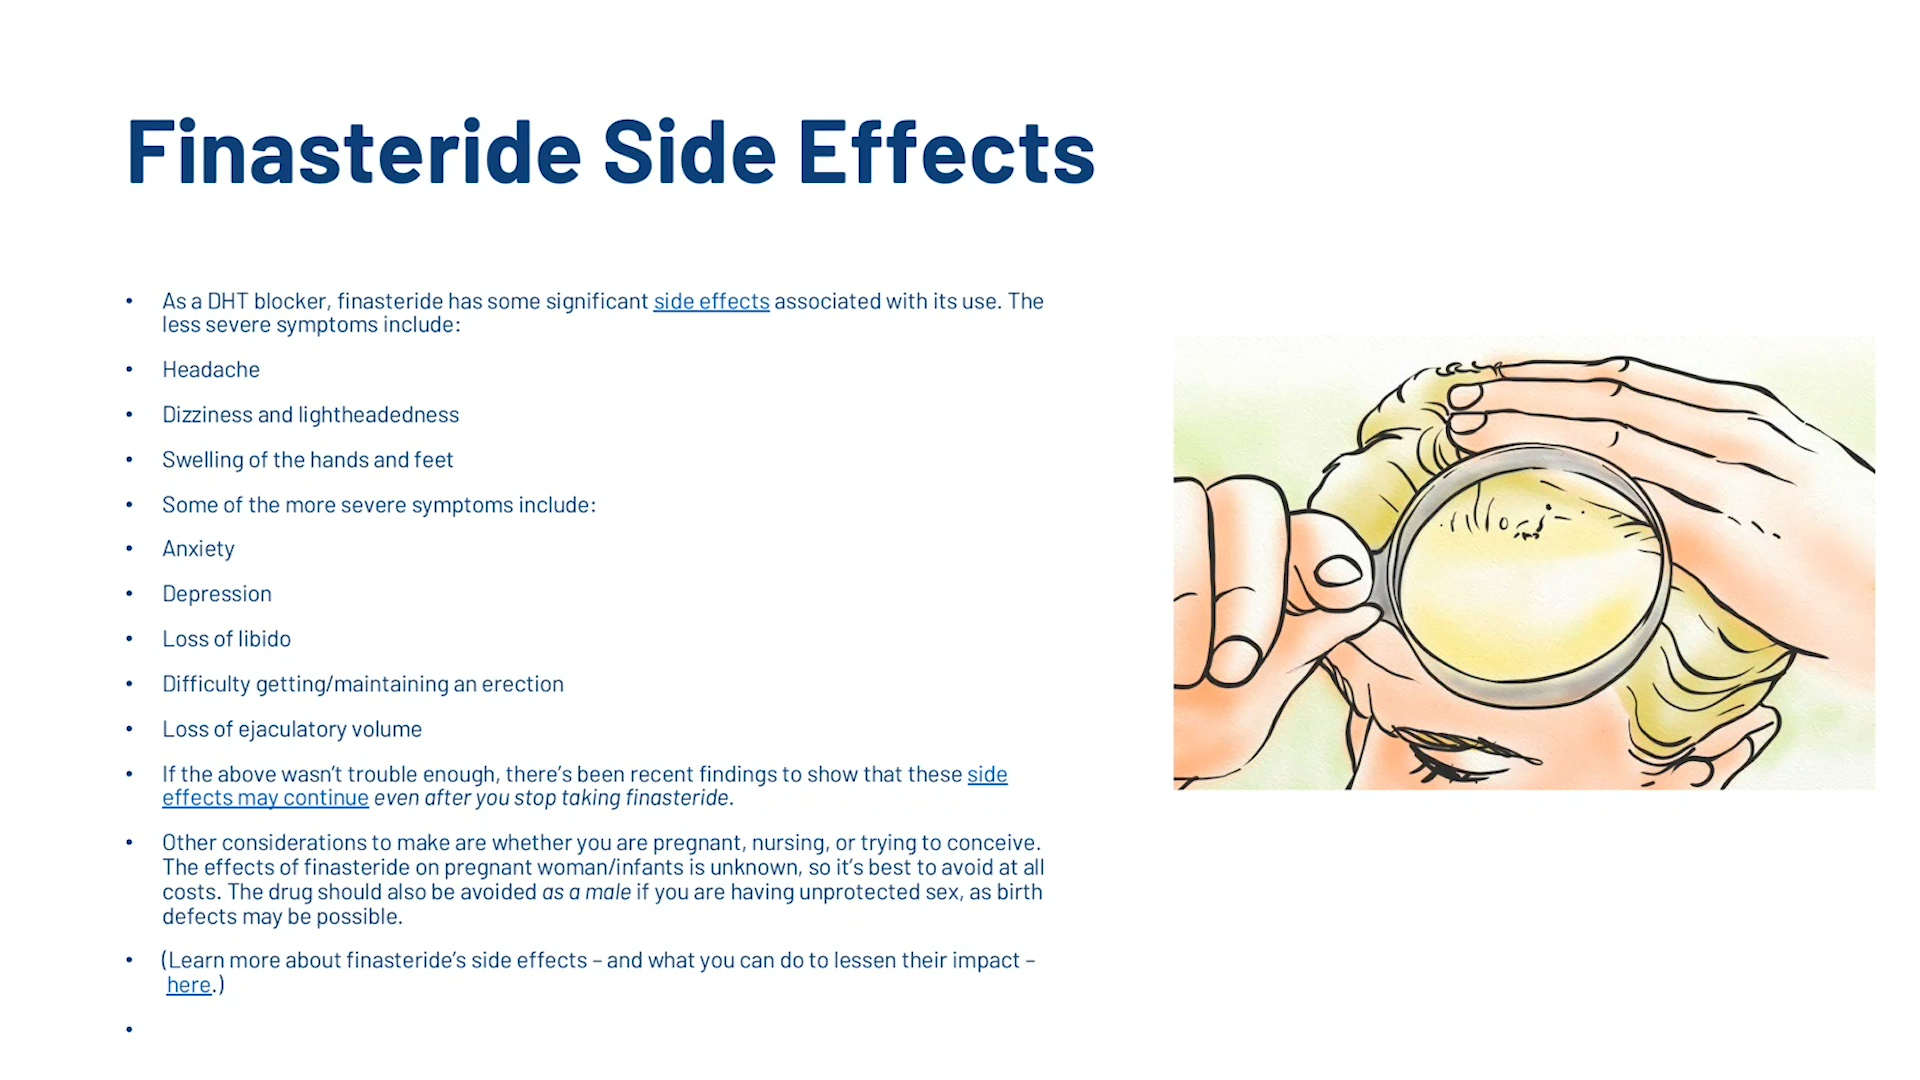 Finasteride Side Effects
• As a DHT blocker, finasteride has some significant side effects associated with its use. The
less severe symptoms include:
• Headache
• Dizziness and lightheadedness
• Swelling of the hands and feet
• Some of the more severe symptoms include:
• Anxiety
• Depression
• Loss of libido
• Difficulty getting/maintaining an erection
• Loss of ejaculatory volume
• If the above wasn’t trouble enough, there’s been recent findings to show that these side
effects may continue even after you stop taking finasteride.
• Other considerations to make are whether you are pregnant, nursing, or trying to conceive.
The effects of finasteride on pregnant woman/infants is unknown, so it’s best to avoid at all
costs. The drug should also be avoided as a male if you are having unprotected sex, as birth
defects may be possible.
• (Learn more about finasteride’s side effects – and what you can do to lessen their impact –
here.)
•